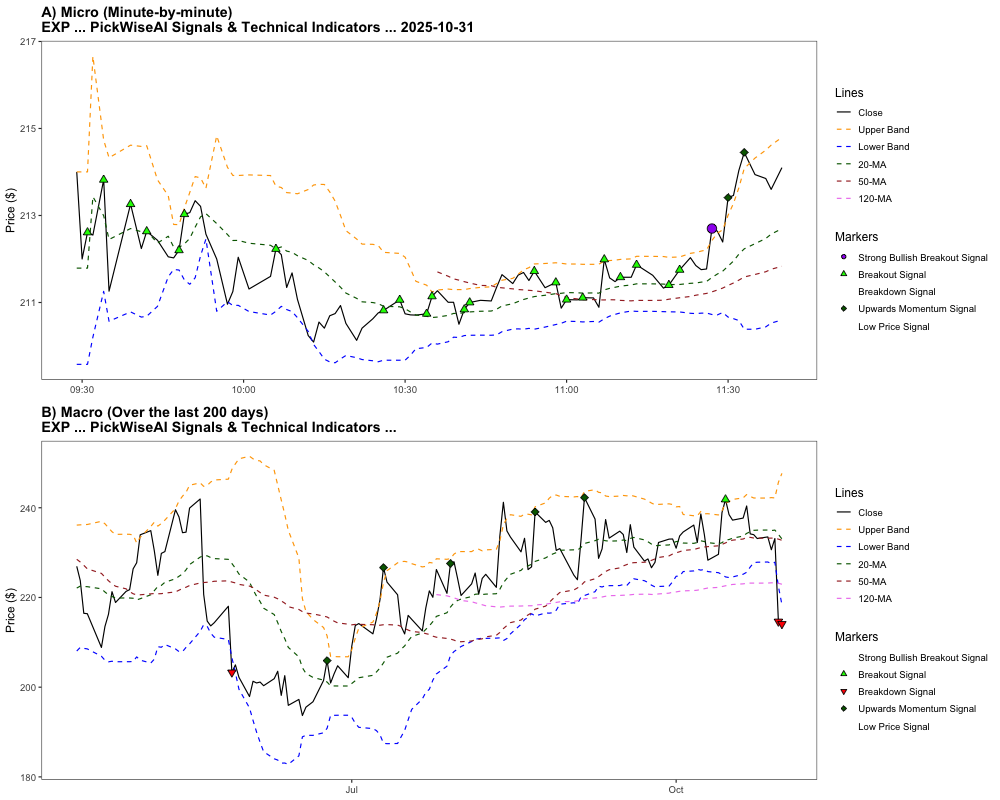 A) Micro (Minute-by-minute)
EXP ... PickWiseAI Signals & Technical Indicators ... 2025-10-31
Price ($)
217
215
213
211
09:30
10:00
10:30
11:00
11:30
Lines
Close
Upper Band
Lower Band
20-MA
50-MA
120-MA
Markers
Strong Bullish Breakout Signal
Breakout Signal
Breakdown Signal
Upwards Momentum Signal
Low Price Signal
B) Macro (Over the last 200 days)
EXP ... PickWiseAI Signals & Technical Indicators ...
Price ($)
240
220
200
180
Jul
Oct
Lines
Close
Upper Band
Lower Band
20-MA
50-MA
120-MA
Markers
Strong Bullish Breakout Signal
Breakout Signal
Breakdown Signal
Upwards Momentum Signal
Low Price Signal